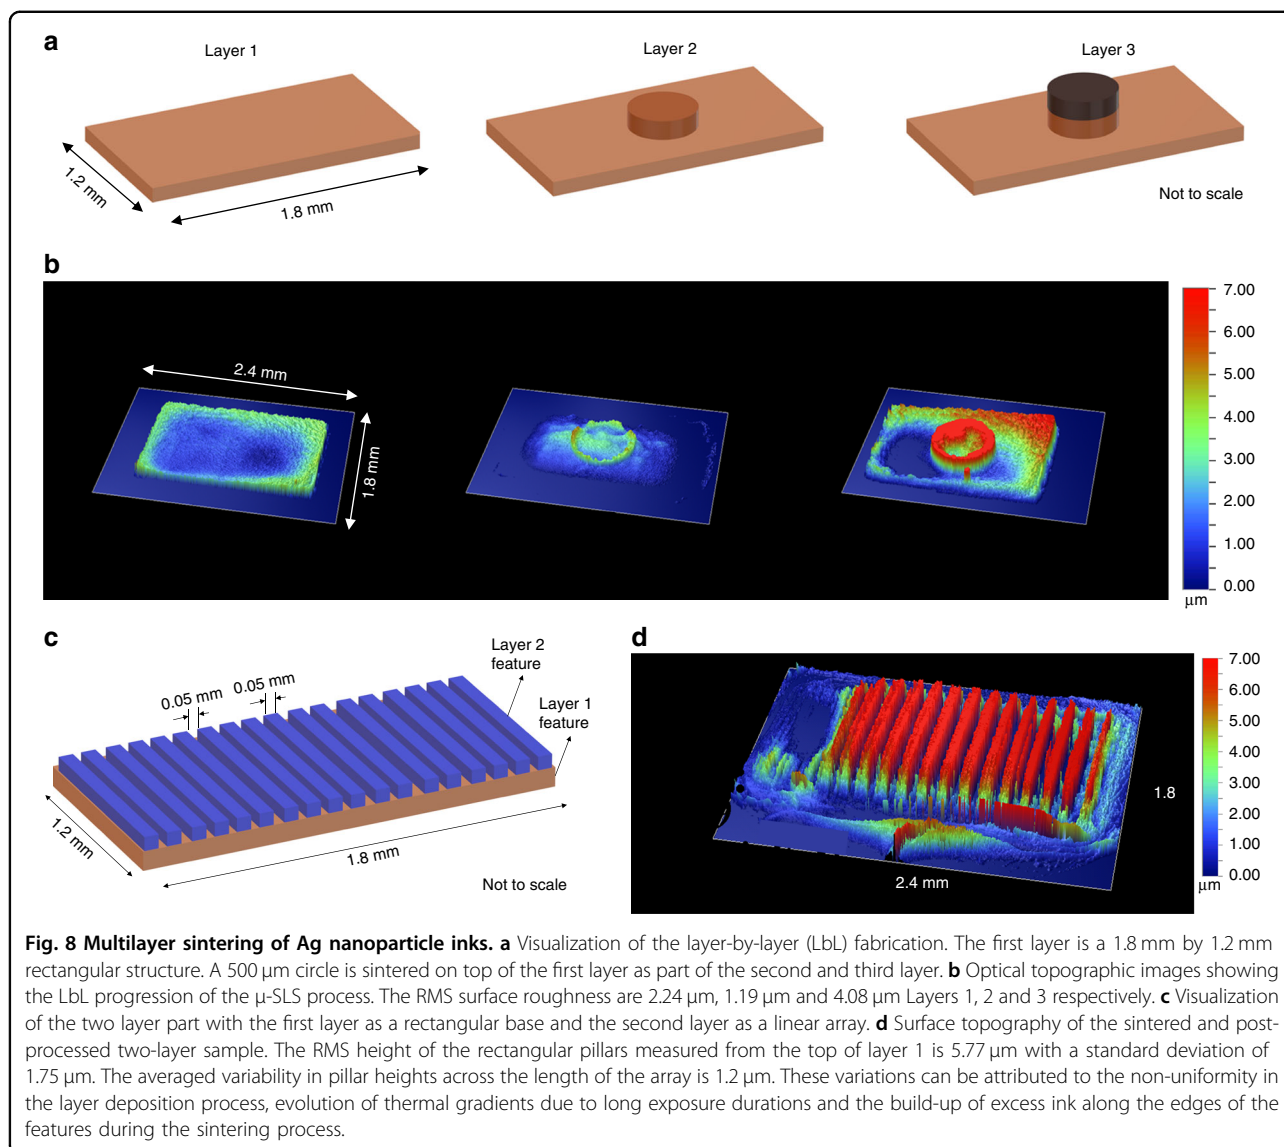 a
Layer 1
Layer 2
Layer 3
1.2 mm
1.8 mm
Not to scale
b
2.4 mm
1.8 mm
7.00
6.00
5.00
4.00
3.00
2.00
1.00
0.00
μm
c
Layer 2
feature
0.05 mm
0.05 mm
Layer 1
feature
1.2 mm
1.8 mm
Not to scale
d
1.8
2.4 mm
7.00
6.00
5.00
4.00
3.00
2.00
1.00
0.00
μm
Fig. 8 Multilayer sintering of Ag nanoparticle inks. a Visualization of the layer-by-layer (LbL) fabrication. The first layer is a 1.8 mm by 1.2 mm
rectangular structure. A 500 μm circle is sintered on top of the first layer as part of the second and third layer. b Optical topographic images showing
the LbL progression of the μ-SLS process. The RMS surface roughness are 2.24 μm, 1.19 μm and 4.08 μm Layers 1, 2 and 3 respectively. c Visualization
of the two layer part with the first layer as a rectangular base and the second layer as a linear array. d Surface topography of the sintered and post-
processed two-layer sample. The RMS height of the rectangular pillars measured from the top of layer 1 is 5.77 μm with a standard deviation of
1.75 μm. The averaged variability in pillar heights across the length of the array is 1.2 μm. These variations can be attributed to the non-uniformity in
the layer deposition process, evolution of thermal gradients due to long exposure durations and the build-up of excess ink along the edges of the
features during the sintering process.